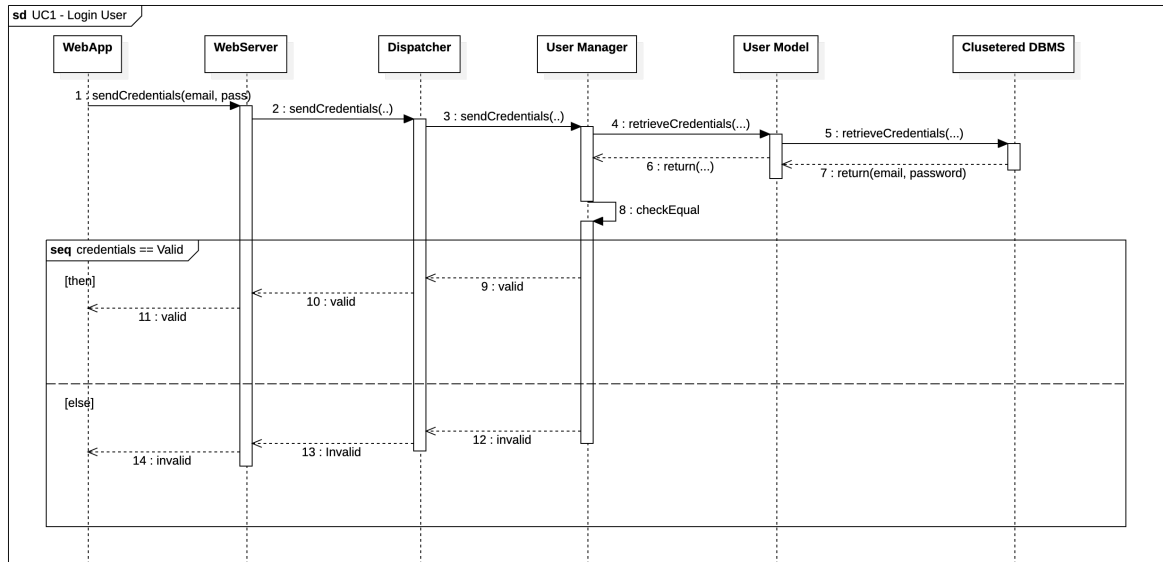 sd UC1 - Login User
WebApp
WebServer
Dispatcher
User Manager
User Model
Clusetered DBMS
1 : sendCredentials(email, pass)
2 : sendCredentials(..)
3 : sendCredentials(..)
4 : retrieveCredentials(...)
5 : retrieveCredentials(...)
6 : return(...)
7 : return(email, password)
8 : checkEqual
seq credentials == Valid
[then]
9 : valid
10 : valid
11 : valid
[else]
12 : invalid
13 : Invalid
14 : invalid